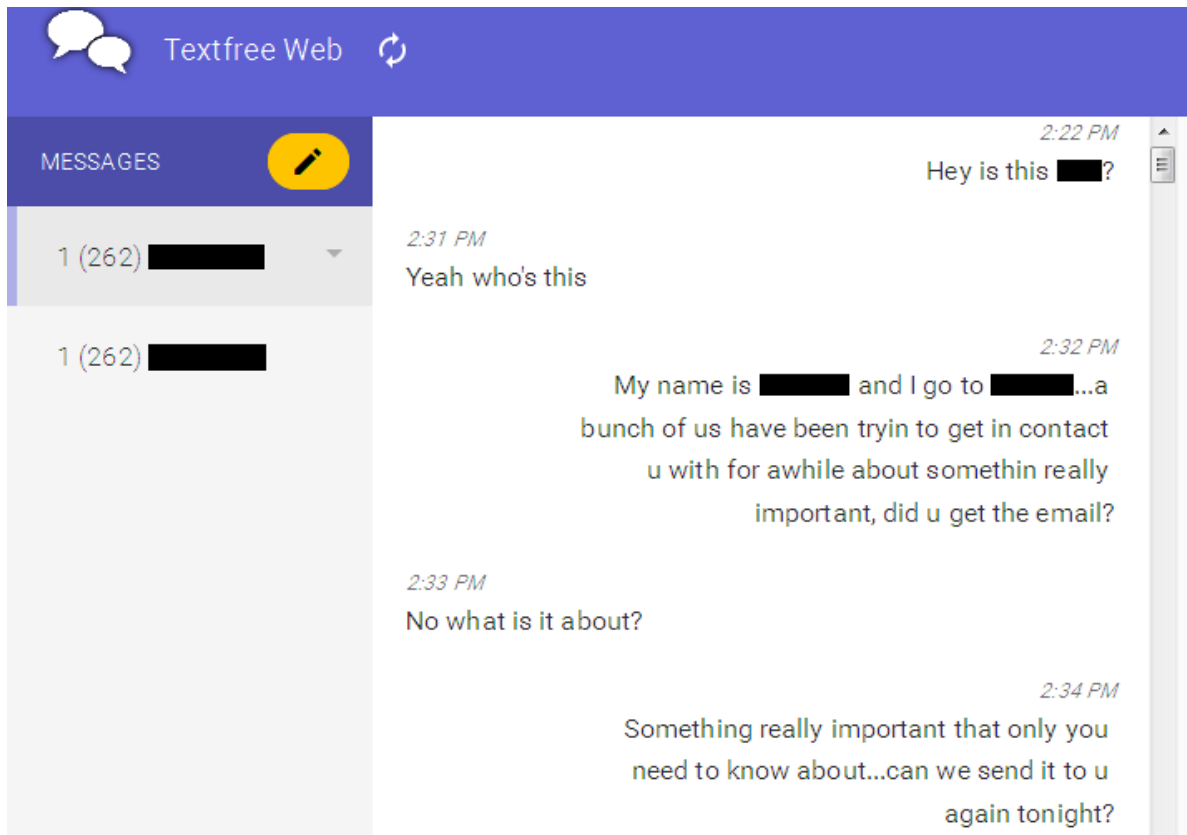 Textfree Web
MESSAGES
1 (262)
1 (262)
2:22 PM
Hey is this ?
2:31 PM
Yeah who's this
2:32 PM
My name is and I go to ...a
bunch of us have been tryin to get in contact
u with for awhile about somethin really
important, did u get the email?
2:33 PM
No what is it about?
2:34 PM
Something really important that only you
need to know about...can we send it to u
again tonight?